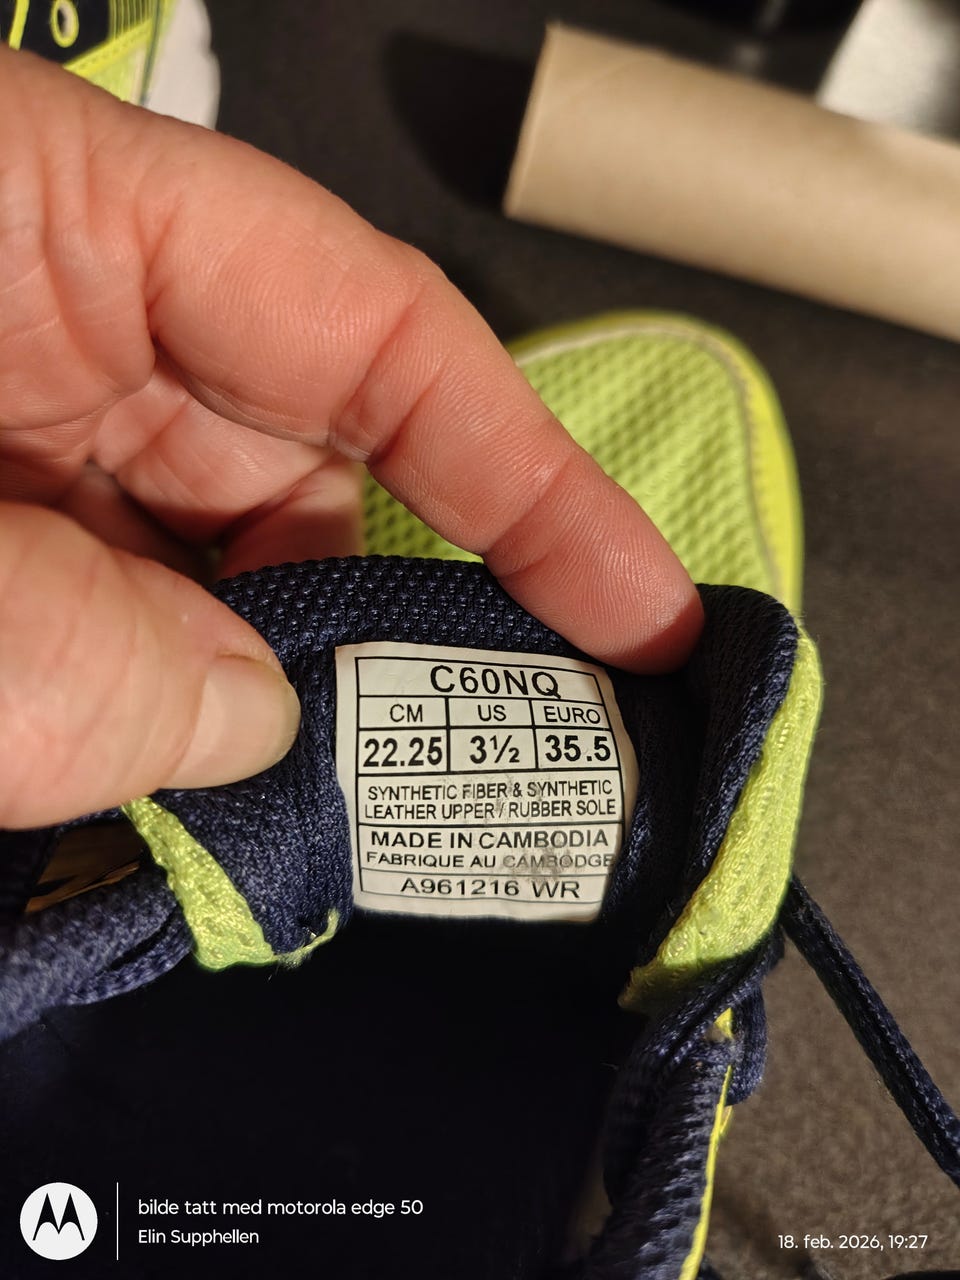 C60NQ
CM US EURO
22.25 3½ 35.5
SYNTHETIC FIBER & SYNTHETIC
LEATHER UPPER / RUBBER SOLE
MADE IN CAMBODIA
FABRIQUE AU CAMBODGE
A961216 WR
bilde tatt med motorola edge 50
Elin Supphellen
18. feb. 2026, 19:27